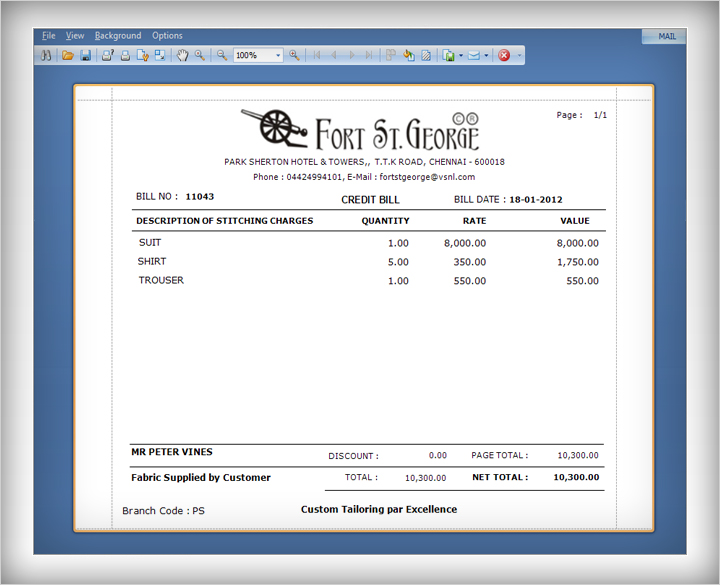 File View Background Options
MAIL
100%
Page : 1/1
©® FORT ST. GEORGE
PARK SHERTON HOTEL & TOWERS,, T.T.K ROAD, CHENNAI - 600018
Phone : 04424994101, E-Mail : fortstgeorge@vsnl.com
BILL NO : 11043 CREDIT BILL BILL DATE : 18-01-2012
DESCRIPTION OF STITCHING CHARGES QUANTITY RATE VALUE
SUIT 1.00 8,000.00 8,000.00
SHIRT 5.00 350.00 1,750.00
TROUSER 1.00 550.00 550.00
MR PETER VINES DISCOUNT : 0.00 PAGE TOTAL : 10,300.00
Fabric Supplied by Customer TOTAL : 10,300.00 NET TOTAL : 10,300.00
Branch Code : PS Custom Tailoring par Excellence